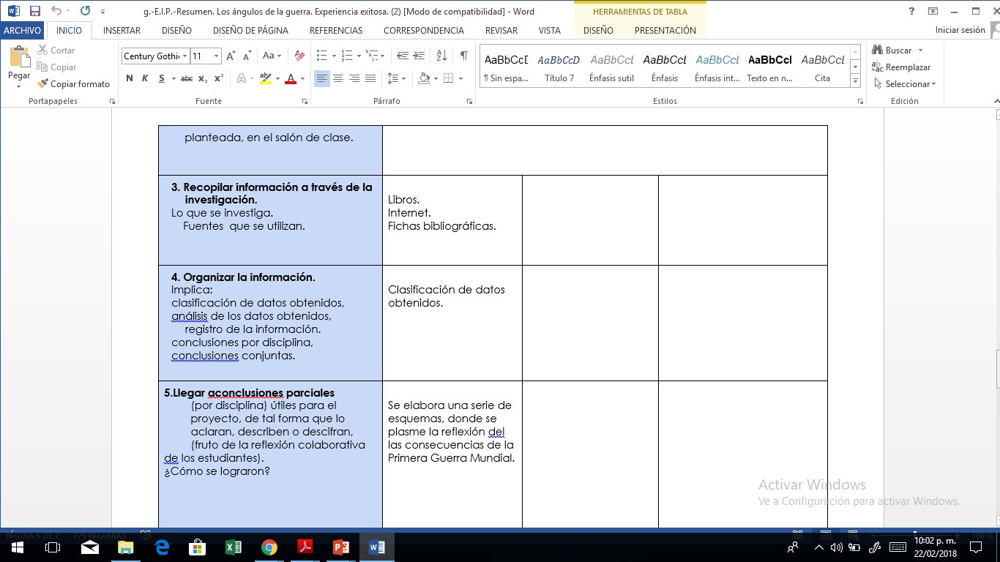 g.-E.I.P.-Resumen. Los ángulos de la guerra. Experiencia exitosa. (2) [Modo de compatibilidad] - Word
HERRAMIENTAS DE TABLA
ARCHIVO INICIO INSERTAR DISEÑO DISEÑO DE PÁGINA REFERENCIAS CORRESPONDENCIA REVISAR VISTA DISEÑO PRESENTACIÓN Iniciar sesión
Pegar
Cortar
Copiar
Copiar formato
Portapapeles
Century Gothic 11
N K S abc x₂ x²
Fuente
Párrafo
AaBbCcD AaBbCcD AaBbCcL AaBbCcL AaBbCcL AaBbCcI AaBbCcL
¶ Sin espa... Título 7 Énfasis sutil Énfasis Énfasis int... Texto en n... Cita
Estilos
Buscar
Reemplazar
Seleccionar
Edición
planteada, en el salón de clase.
3. Recopilar información a través de la
investigación.
Lo que se investiga.
Fuentes que se utilizan.
Libros.
Internet.
Fichas bibliográficas.
4. Organizar la información.
Implica:
clasificación de datos obtenidos,
análisis de los datos obtenidos,
registro de la información.
conclusiones por disciplina,
conclusiones conjuntas.
Clasificación de datos
obtenidos.
5.Llegar aconclusiones parciales
(por disciplina) útiles para el
proyecto, de tal forma que lo
aclaran, describen o descifran,
(fruto de la reflexión colaborativa
de los estudiantes).
¿Cómo se lograron?
Se elabora una serie de
esquemas, donde se
plasme la reflexión del
las consecuencias de la
Primera Guerra Mundial.
Activar Windows
Ve a Configuración para activar Windows.
PÁGINA 5 DE 7 779 PALABRAS 100 %
10:02 p. m.
22/02/2018